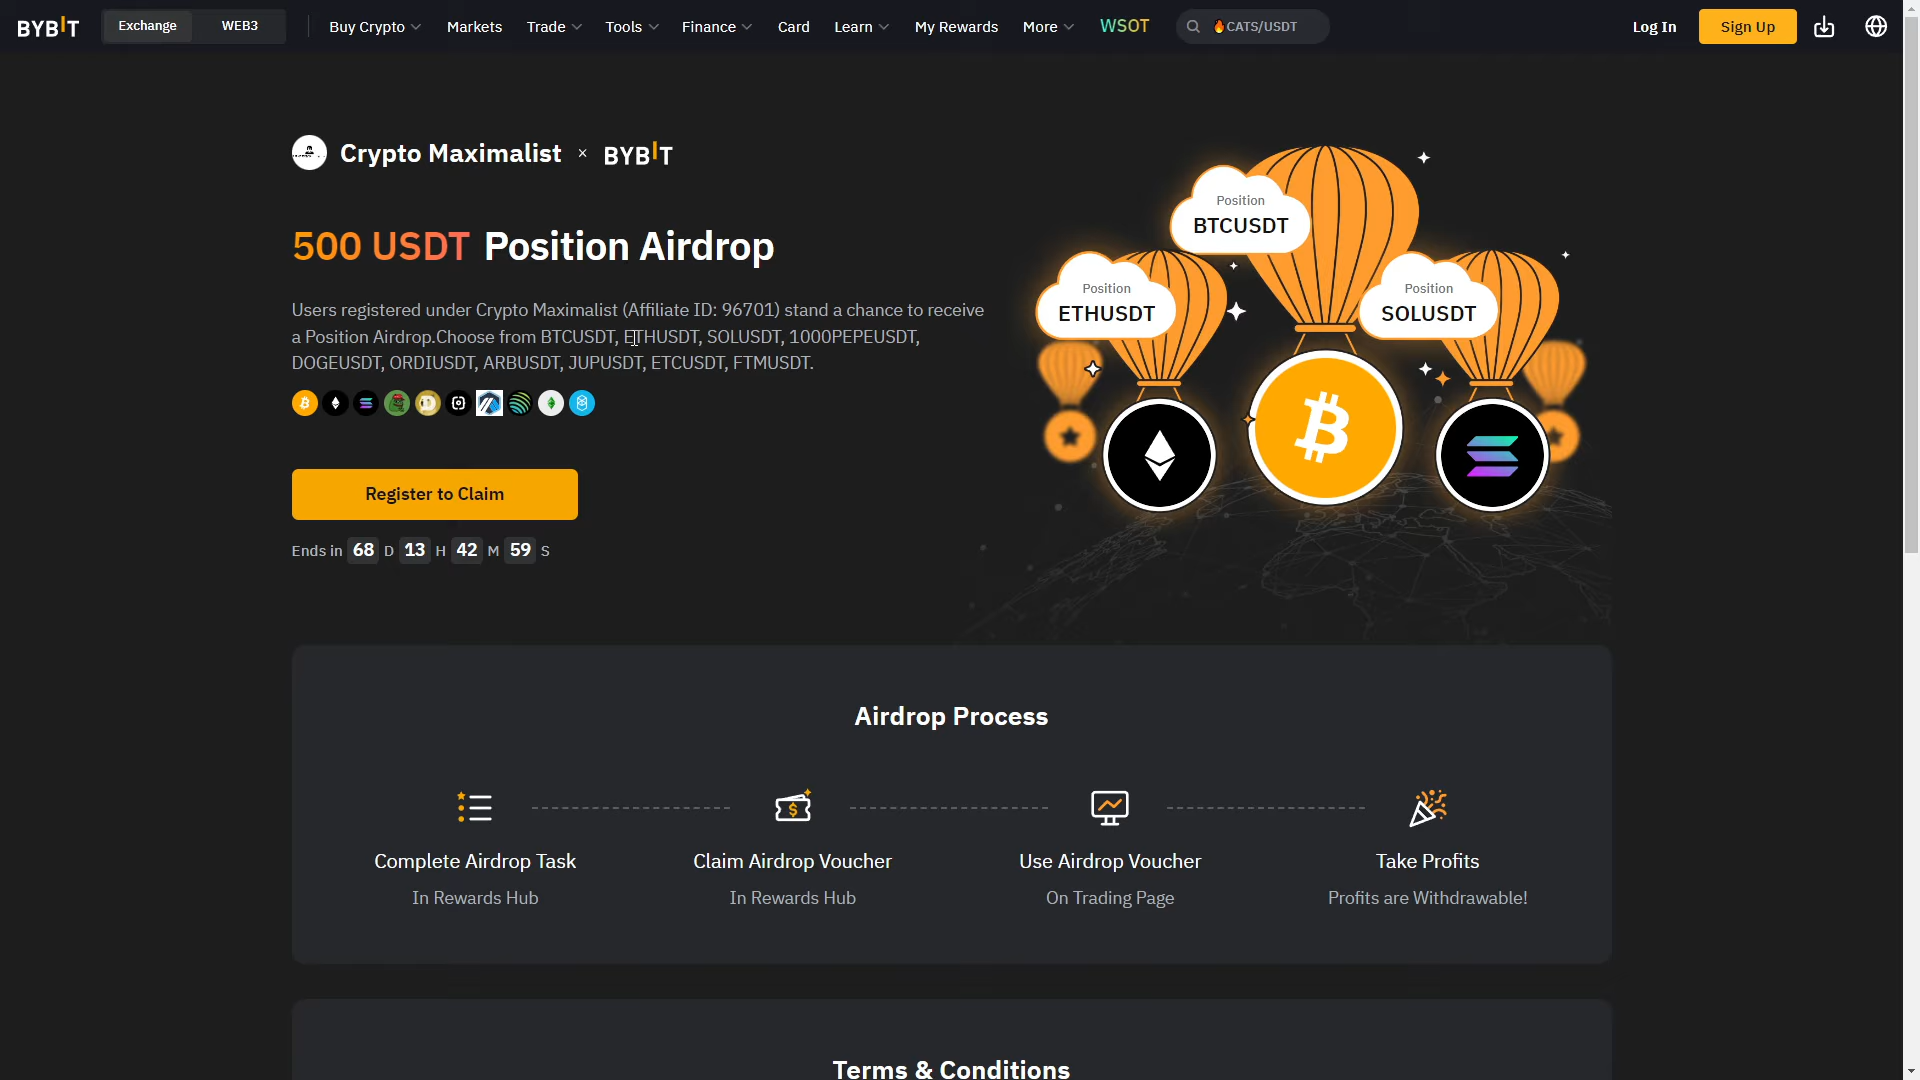 BYBIT Exchange WEB3 Buy Crypto Markets Trade Tools Finance Card Learn My Rewards More WSOT 🔥CATS/USDT Log In Sign Up
Crypto Maximalist × BYBIT
500 USDT Position Airdrop
Users registered under Crypto Maximalist (Affiliate ID: 96701) stand a chance to receive
a Position Airdrop.Choose from BTCUSDT, ETHUSDT, SOLUSDT, 1000PEPEUSDT,
DOGEUSDT, ORDIUSDT, ARBUSDT, JUPUSDT, ETCUSDT, FTMUSDT.
Register to Claim
Ends in 68 D 13 H 42 M 59 S
Position
BTCUSDT
Position
ETHUSDT
Position
SOLUSDT
Airdrop Process
Complete Airdrop Task
In Rewards Hub
Claim Airdrop Voucher
In Rewards Hub
Use Airdrop Voucher
On Trading Page
Take Profits
Profits are Withdrawable!
Terms & Conditions